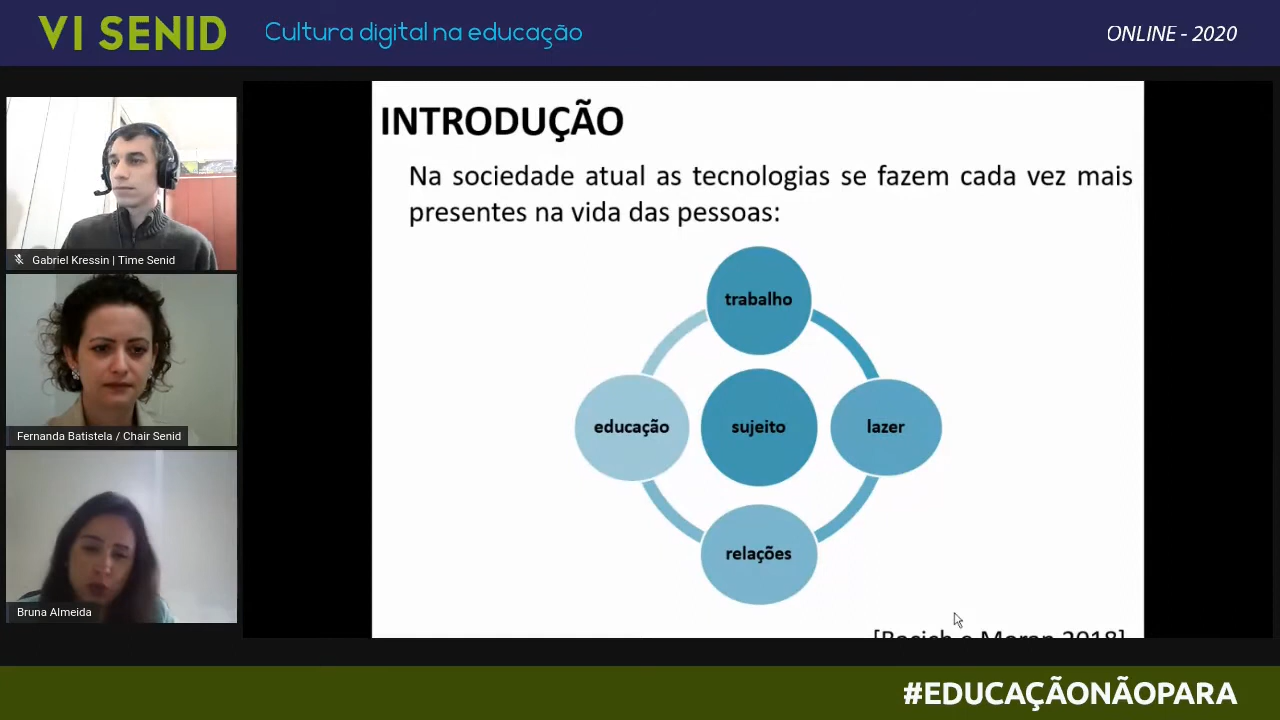 VI SENID
Cultura digital na educação
ONLINE - 2020
Gabriel Kressin | Time Senid
Fernanda Batistela / Chair Senid
Bruna Almeida
INTRODUÇÃO
Na sociedade atual as tecnologias se fazem cada vez mais
presentes na vida das pessoas:
trabalho
educação
sujeito
lazer
relações
#EDUCAÇÃONÃOPARA